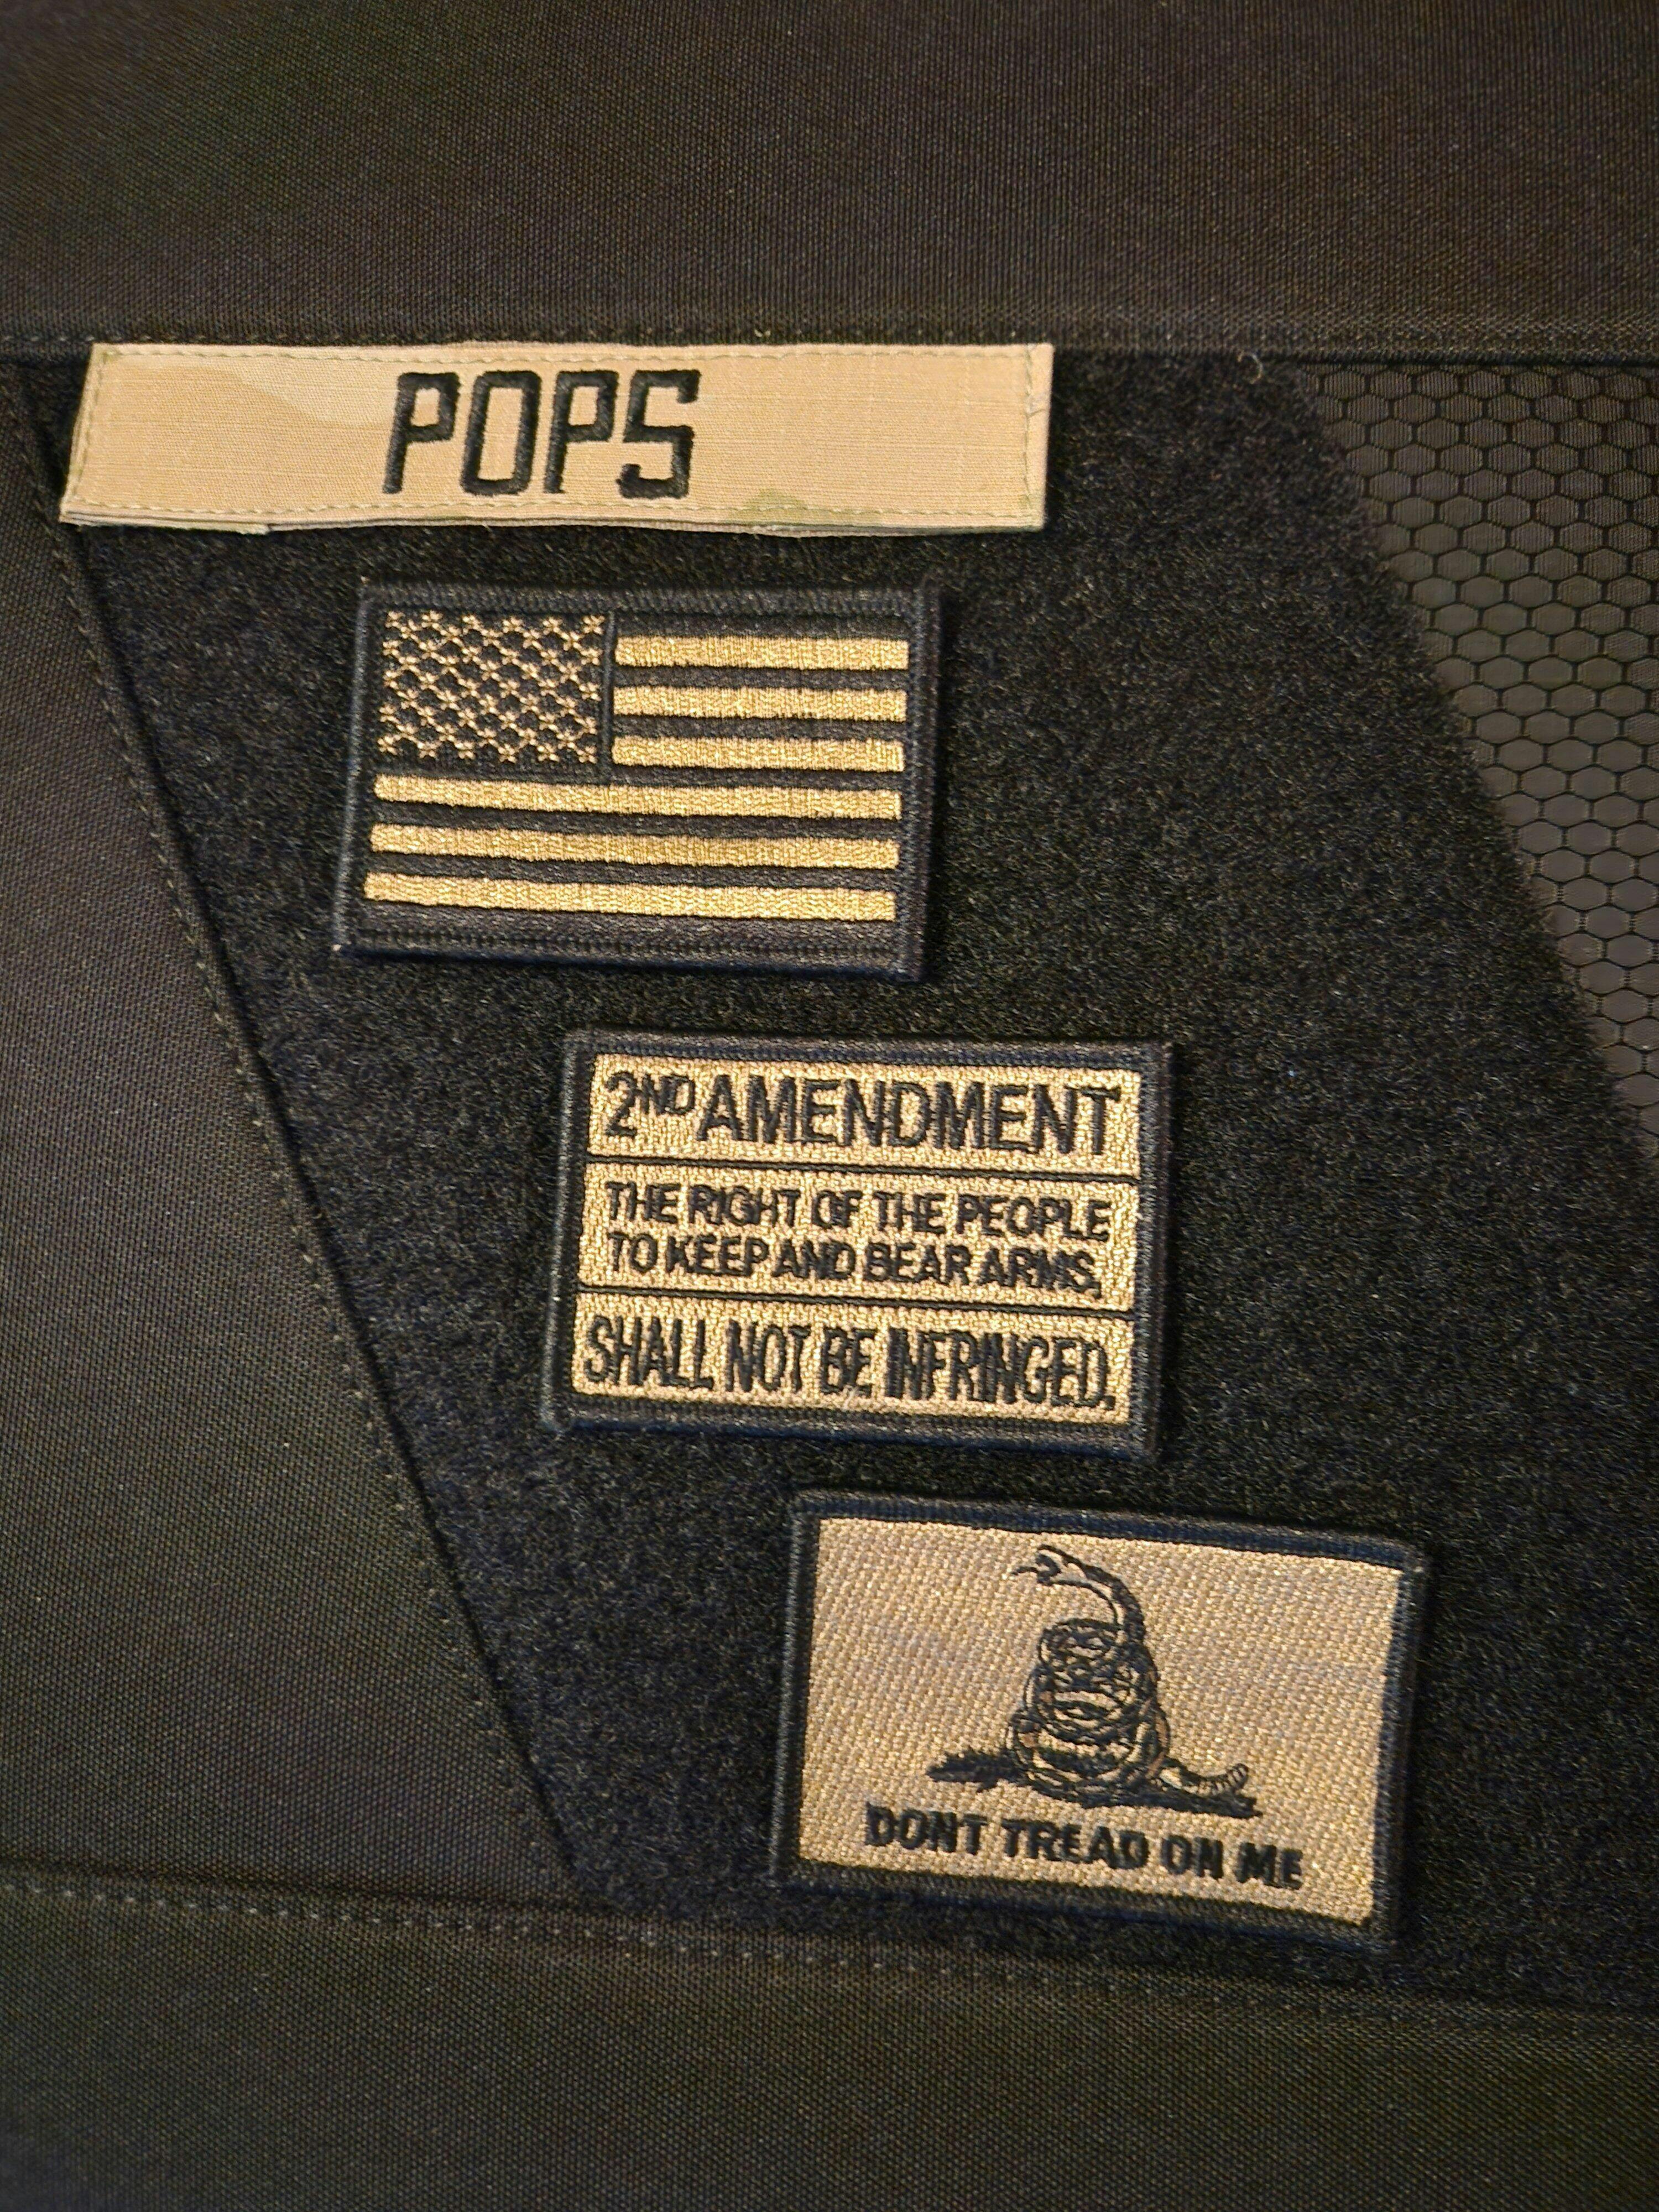 POPS
2ND AMENDMENT
THE RIGHT OF THE PEOPLE
TO KEEP AND BEAR ARMS.
SHALL NOT BE INFRINGED.
DONT TREAD ON ME